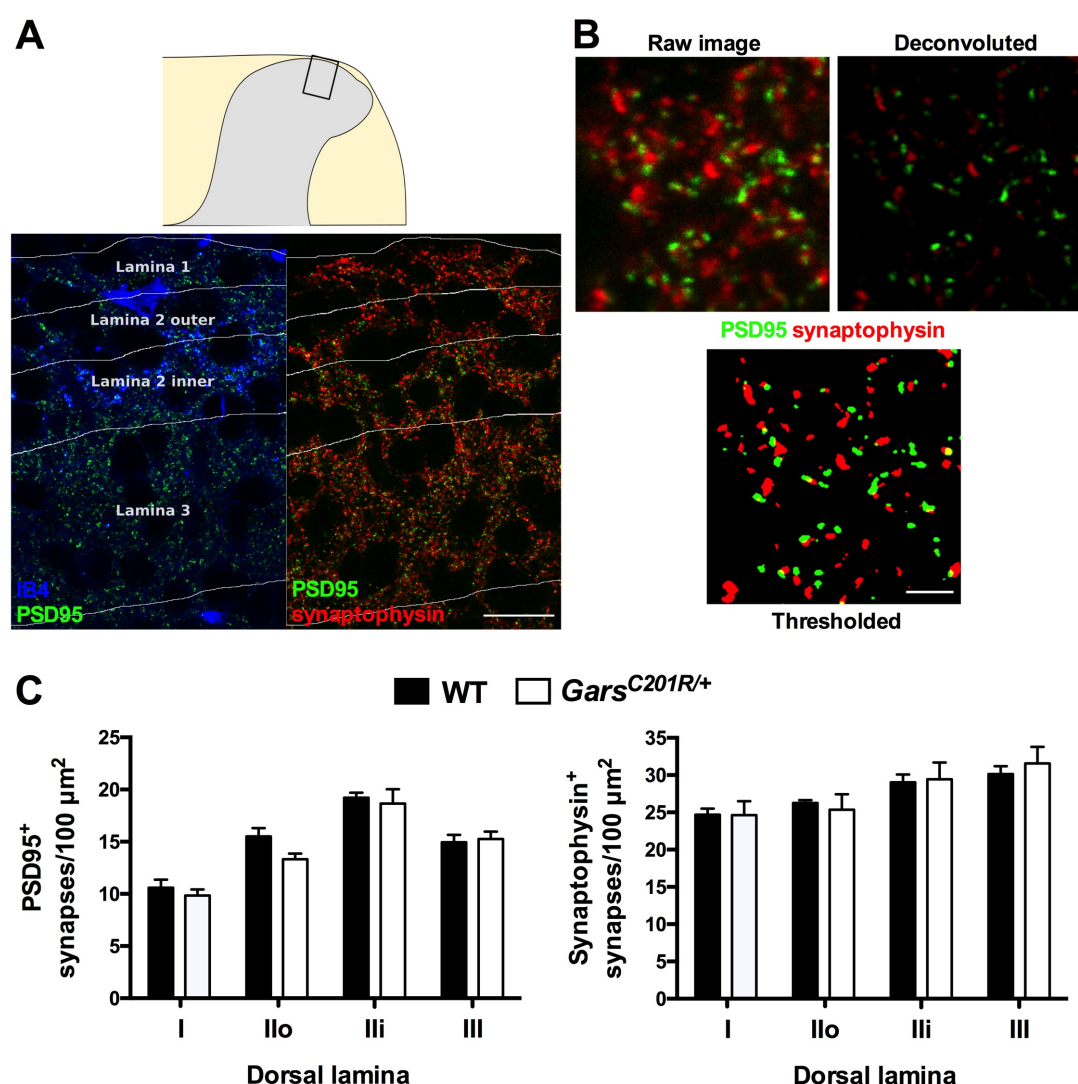 A
Lamina 1
Lamina 2 outer
Lamina 2 inner
Lamina 3
IB4
PSD95
PSD95
synaptophysin
B
Raw image
Deconvoluted
PSD95 synaptophysin
Thresholded
C
WT
Gars^C201R/+
25
20
15
10
5
0
PSD95⁺
synapses/100 µm²
I
IIo
IIi
III
Dorsal lamina
35
30
25
20
15
10
5
0
Synaptophysin⁺
synapses/100 µm²
I
IIo
IIi
III
Dorsal lamina